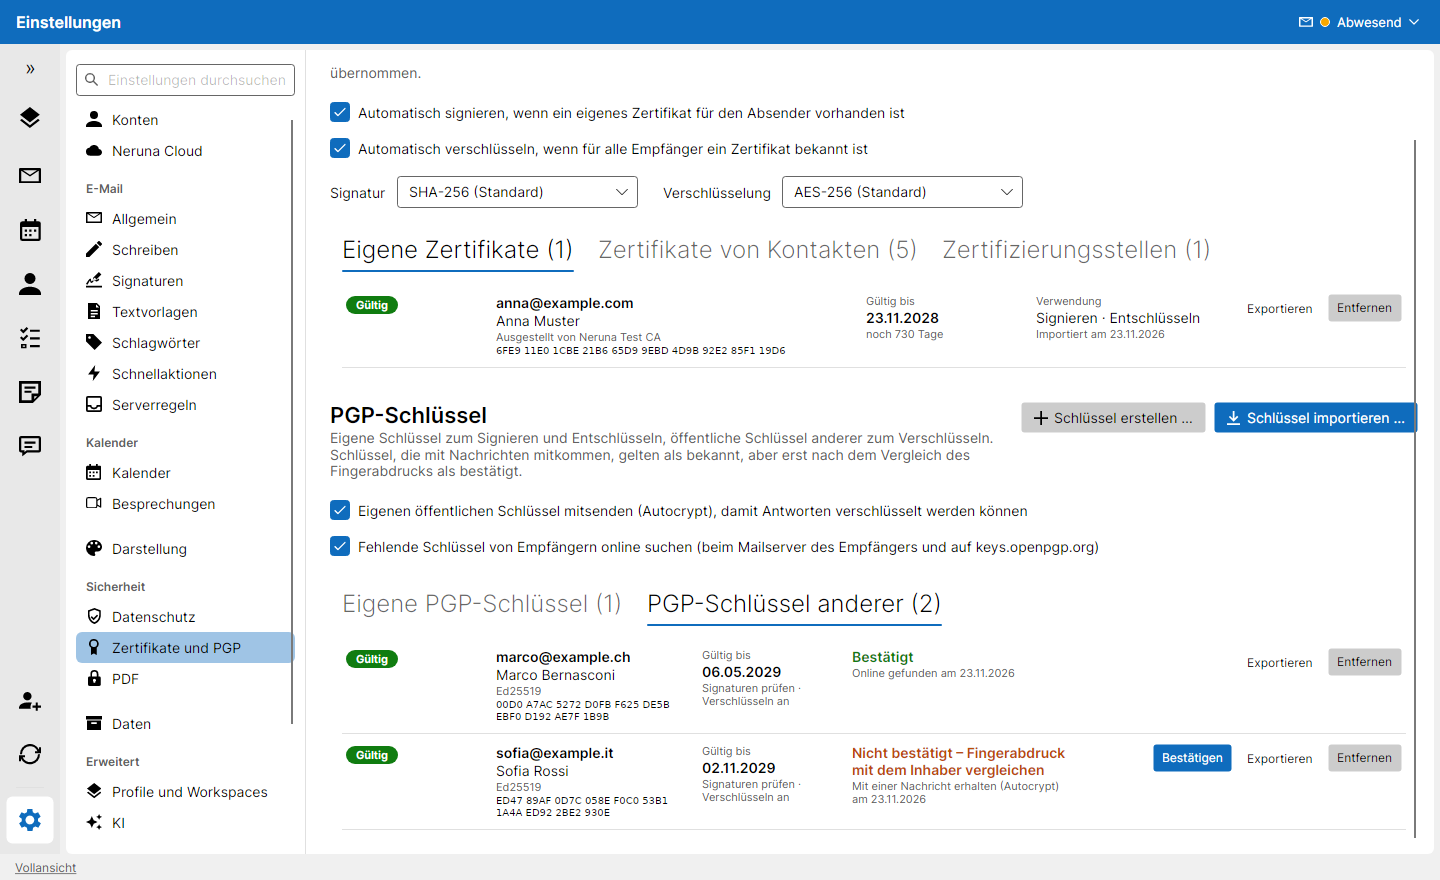 Einstellungen
Abwesend
Einstellungen durchsuchen
Konten
Neruna Cloud
E-Mail
Allgemein
Schreiben
Signaturen
Textvorlagen
Schlagwörter
Schnellaktionen
Serverregeln
Kalender
Kalender
Besprechungen
Darstellung
Sicherheit
Datenschutz
Zertifikate und PGP
PDF
Daten
Erweitert
Profile und Workspaces
KI
Vollansicht
übernommen.
Automatisch signieren, wenn ein eigenes Zertifikat für den Absender vorhanden ist
Automatisch verschlüsseln, wenn für alle Empfänger ein Zertifikat bekannt ist
Signatur SHA-256 (Standard) Verschlüsselung AES-256 (Standard)
Eigene Zertifikate (1) Zertifikate von Kontakten (5) Zertifizierungsstellen (1)
Gültig
anna@example.com
Anna Muster
Ausgestellt von Neruna Test CA
6FE9 11E0 1CBE 21B6 65D9 9EBD 4D9B 92E2 85F1 19D6
Gültig bis
23.11.2028
noch 730 Tage
Verwendung
Signieren · Entschlüsseln
Importiert am 23.11.2026
Exportieren
Entfernen
PGP-Schlüssel
Eigene Schlüssel zum Signieren und Entschlüsseln, öffentliche Schlüssel anderer zum Verschlüsseln.
Schlüssel, die mit Nachrichten mitkommen, gelten als bekannt, aber erst nach dem Vergleich des
Fingerabdrucks als bestätigt.
Schlüssel erstellen ...
Schlüssel importieren ...
Eigenen öffentlichen Schlüssel mitsenden (Autocrypt), damit Antworten verschlüsselt werden können
Fehlende Schlüssel von Empfängern online suchen (beim Mailserver des Empfängers und auf keys.openpgp.org)
Eigene PGP-Schlüssel (1) PGP-Schlüssel anderer (2)
Gültig
marco@example.ch
Marco Bernasconi
Ed25519
00D0 A7AC 5272 D0FB F625 DE5B
EBF0 D192 AE7F 1B9B
Gültig bis
06.05.2029
Signaturen prüfen ·
Verschlüsseln an
Bestätigt
Online gefunden am 23.11.2026
Exportieren
Entfernen
Gültig
sofia@example.it
Sofia Rossi
Ed25519
ED47 89AF 0D7C 058E F0C0 53B1
1A4A ED92 2BE2 930E
Gültig bis
02.11.2029
Signaturen prüfen ·
Verschlüsseln an
Nicht bestätigt – Fingerabdruck
mit dem Inhaber vergleichen
Mit einer Nachricht erhalten (Autocrypt)
am 23.11.2026
Bestätigen
Exportieren
Entfernen